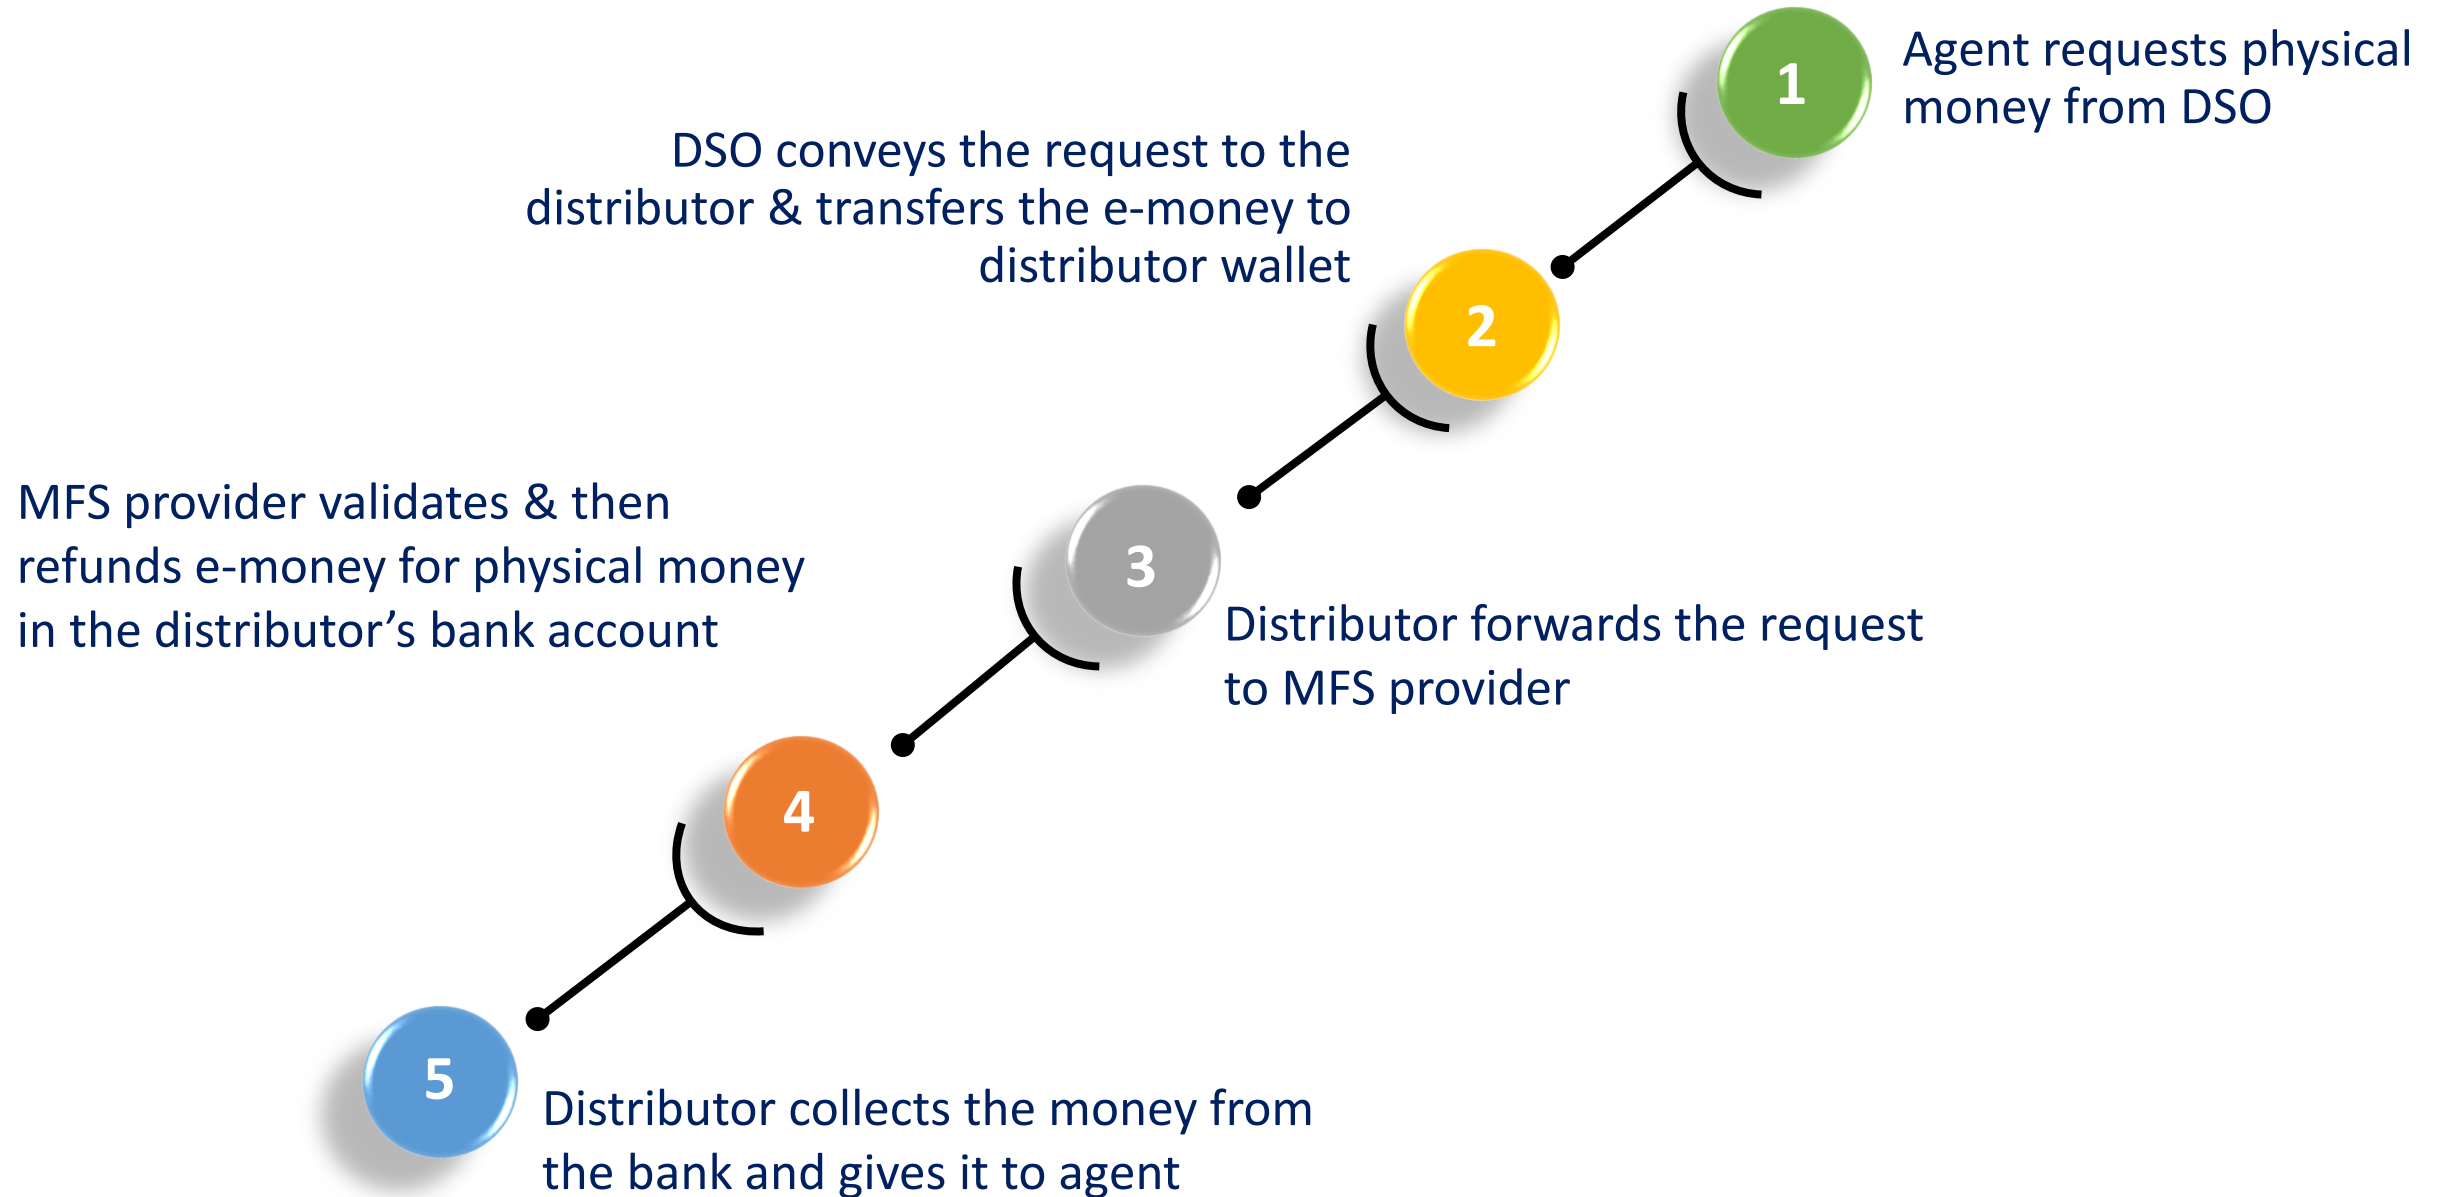 1
Agent requests physical
money from DSO
DSO conveys the request to the
distributor & transfers the e-money to
distributor wallet
2
3
Distributor forwards the request
to MFS provider
MFS provider validates & then
refunds e-money for physical money
in the distributor’s bank account
4
5
Distributor collects the money from
the bank and gives it to agent